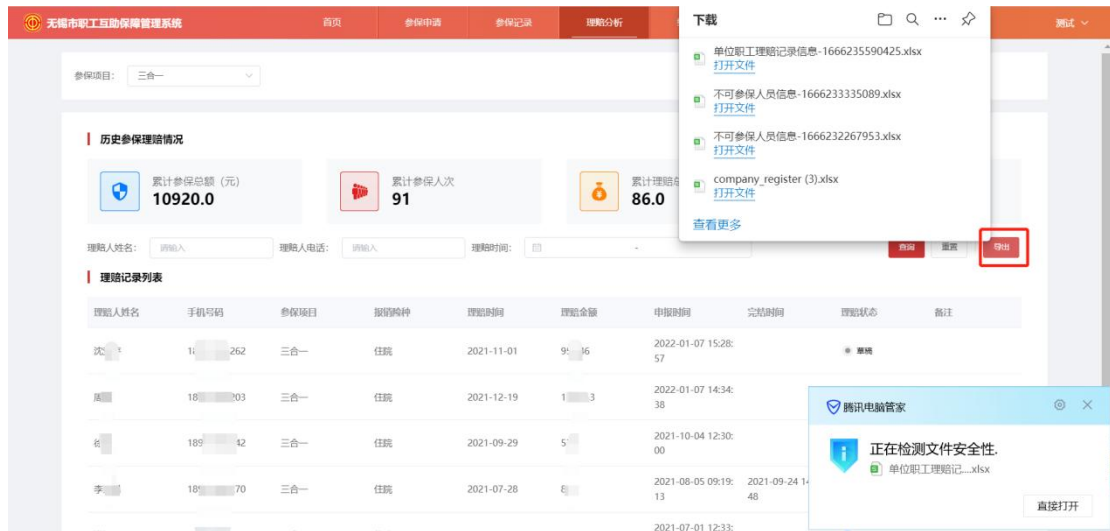 无锡市职工互助保障管理系统
首页
参保申请
参保记录
理赔分析
测试
下载
单位职工理赔记录信息-1666235590425.xlsx
打开文件
不可参保人员信息-1666233335089.xlsx
打开文件
不可参保人员信息-1666232267953.xlsx
打开文件
company_register (3).xlsx
打开文件
查看更多
参保项目： 三合一
历史参保理赔情况
累计参保总额（元）
10920.0
累计参保人次
91
累计理赔
86.0
理赔人姓名： 请输入 理赔人电话： 请输入 理赔时间： - 查询 重置 导出
理赔记录列表
理赔人姓名 手机号码 参保项目 报销险种 理赔时间 理赔金额 申报时间 完结时间 理赔状态 备注
262 三合一 住院 2021-11-01 2022-01-07 15:28:57 草稿
18 203 三合一 住院 2021-12-19 2022-01-07 14:34:38
189 42 三合一 住院 2021-09-29 2021-10-04 12:30:00
李 70 三合一 住院 2021-07-28 2021-08-05 09:19:13 2021-09-24 48
2021-07-01 12:33:
腾讯电脑管家
正在检测文件安全性.
单位职工理赔记....xlsx
直接打开